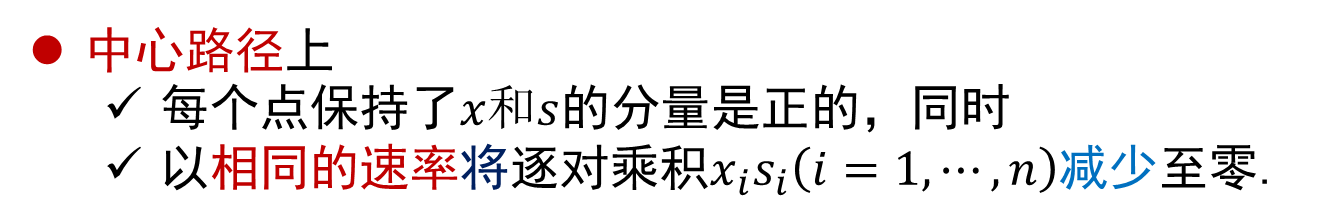 ● 中心路径上
✓ 每个点保持了x和s的分量是正的，同时
✓ 以相同的速率将逐对乘积xᵢsᵢ(i = 1,⋯,n)减少至零.